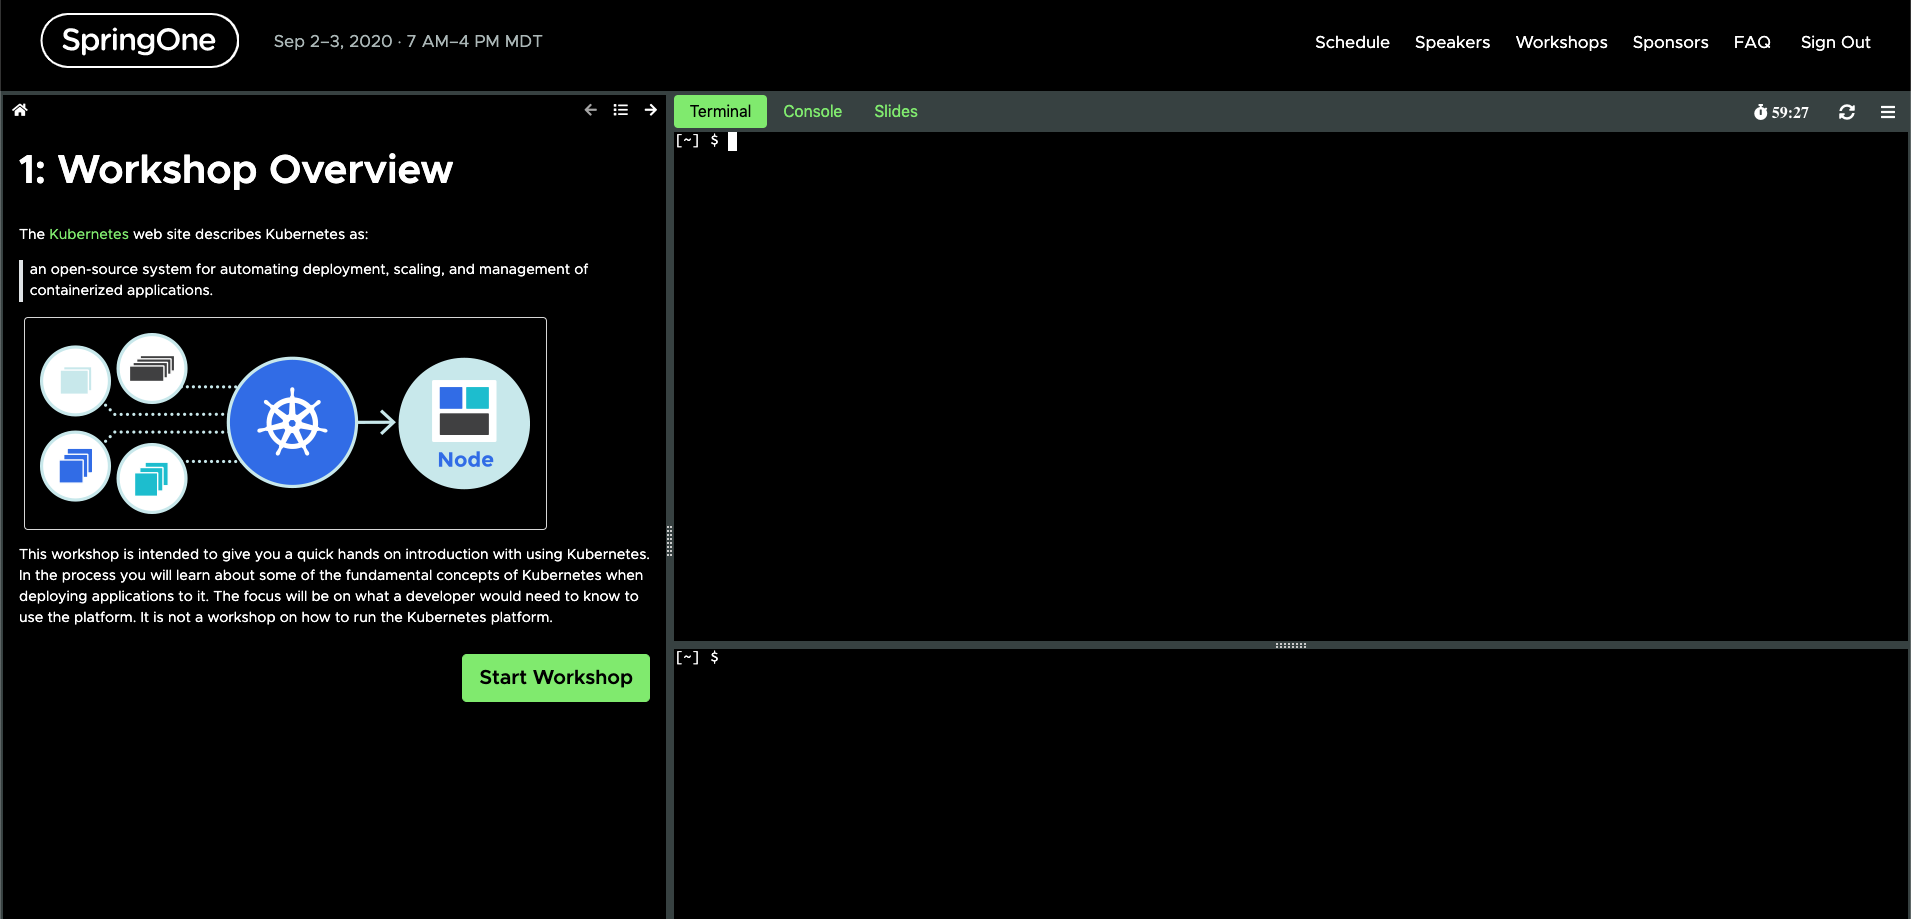 SpringOne
Sep 2–3, 2020 · 7 AM–4 PM MDT
Schedule
Speakers
Workshops
Sponsors
FAQ
Sign Out
1: Workshop Overview
The Kubernetes web site describes Kubernetes as:
an open-source system for automating deployment, scaling, and management of
containerized applications.
Node
This workshop is intended to give you a quick hands on introduction with using Kubernetes.
In the process you will learn about some of the fundamental concepts of Kubernetes when
deploying applications to it. The focus will be on what a developer would need to know to
use the platform. It is not a workshop on how to run the Kubernetes platform.
Start Workshop
Terminal
Console
Slides
59:27
[~] $
[~] $